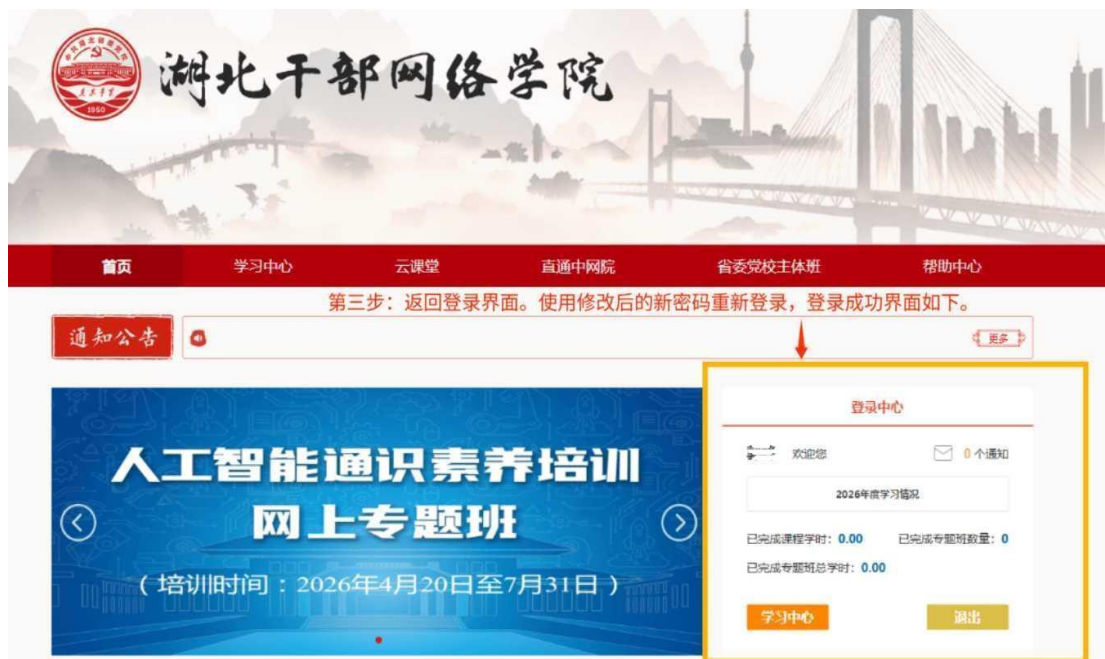 湖北干部网络学院
1950
首页 学习中心 云课堂 直通中网院 省委党校主体班 帮助中心
第三步：返回登录界面。使用修改后的新密码重新登录，登录成功界面如下。
通知公告 更多
登录中心
欢迎您 0 个通知
2026年度学习情况
已完成课程学时：0.00 已完成专题班数量：0
已完成专题班总学时：0.00
学习中心 退出
人工智能通识素养培训
网上专题班
（培训时间：2026年4月20日至7月31日）